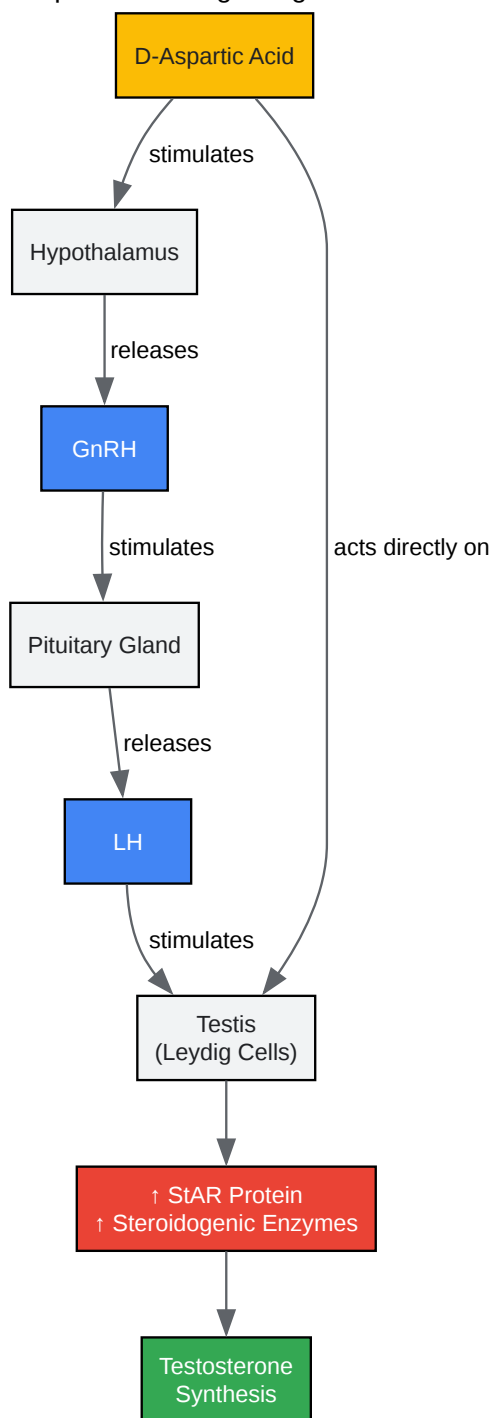 D-Aspartic Acid
stimulates
Hypothalamus
releases
GnRH
stimulates
acts directly on
Pituitary Gland
releases
LH
stimulates
Testis
(Leydig Cells)
↑ StAR Protein
↑ Steroidogenic Enzymes
Testosterone
Synthesis